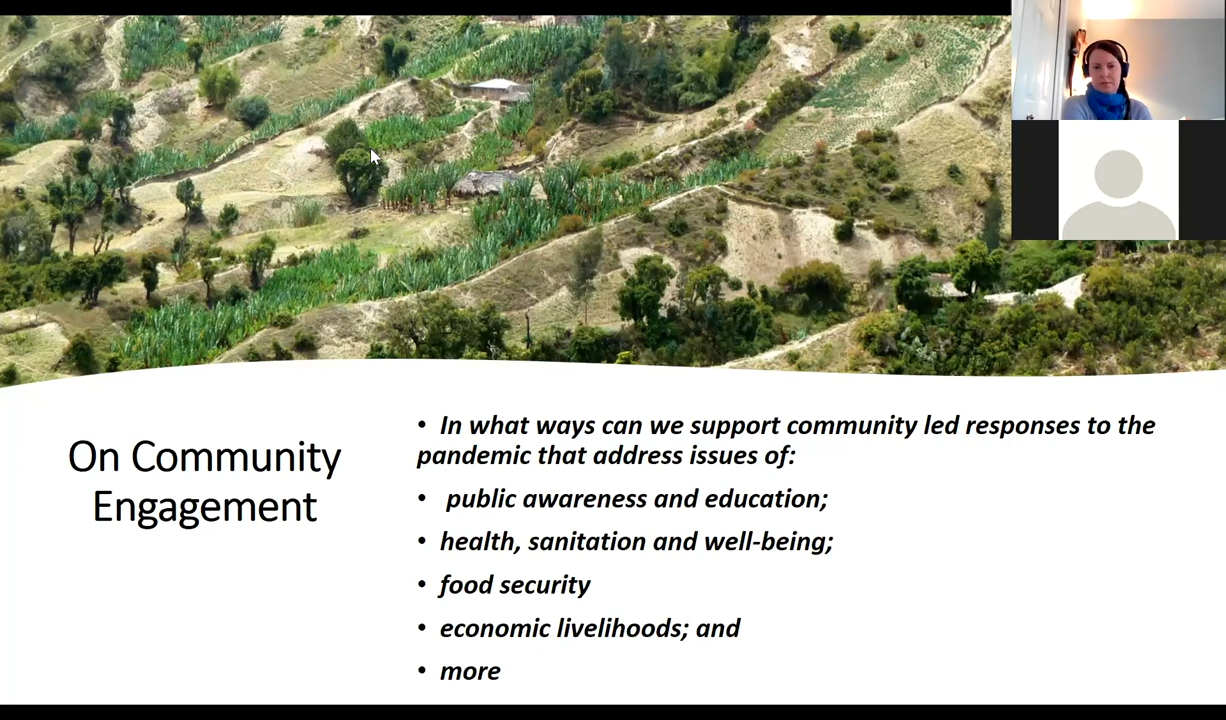 On Community
Engagement
• In what ways can we support community led responses to the
pandemic that address issues of:
• public awareness and education;
• health, sanitation and well-being;
• food security
• economic livelihoods; and
• more